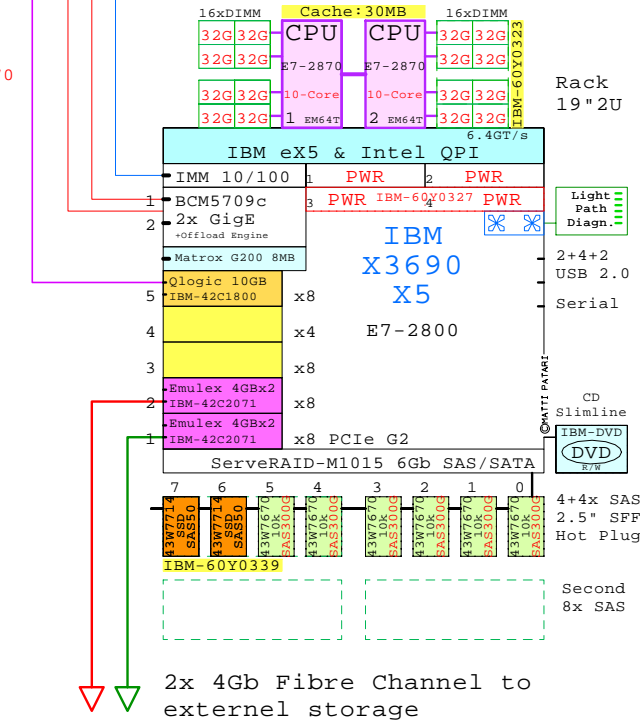 16xDIMM Cache:30MB 16xDIMM
32G 32G CPU CPU 32G 32G
32G 32G E7-2870 E7-2870 32G 32G
32G 32G 10-Core 10-Core 32G 32G
32G 32G 1 EM64T 2 EM64T 32G 32G
IBM-60Y0323
Rack
19"2U
6.4GT/s
IBM eX5 & Intel QPI
IMM 10/100 1 PWR 2 PWR
1 BCM5709c 3 PWR IBM-60Y0327 4 PWR
2 2x GigE
+Offload Engine
Light
Path
Diagn.
Matrox G200 8MB
IBM
X3690
X5
E7-2800
2+4+2
USB 2.0
Serial
Qlogic 10GB
5 IBM-42C1800 x8
4 x4
3 x8
Emulex 4GBx2
2 IBM-42C2071 x8
Emulex 4GBx2
1 IBM-42C2071 x8 PCIe G2
©MATTI PATARI
CD
Slimline
IBM-DVD
DVD
R/W
ServeRAID-M1015 6Gb SAS/SATA
7 6 5 4 3 2 1 0
43W7714 SSD SAS50
43W7714 SSD SAS50
43W7670 10k SAS300G
43W7670 10k SAS300G
43W7670 10k SAS300G
43W7670 10k SAS300G
43W7670 10k SAS300G
43W7670 10k SAS300G
4+4x SAS
2.5" SFF
Hot Plug
IBM-60Y0339
Second
8x SAS
2x 4Gb Fibre Channel to
external storage